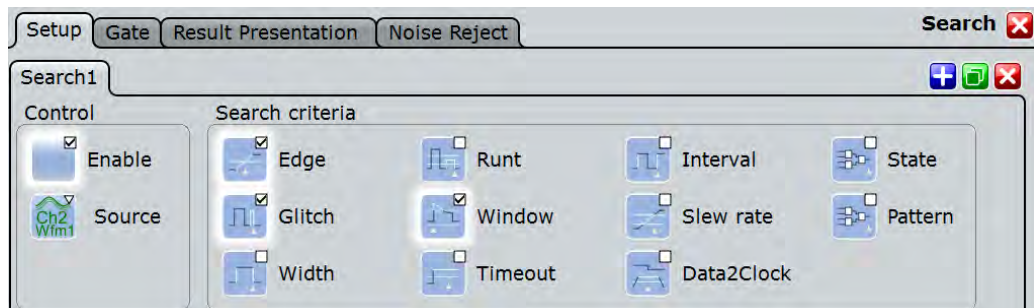 Setup Gate Result Presentation Noise Reject Search
Search1
Control Search criteria
Enable Edge Runt Interval State
Ch2 Wfm1 Source Glitch Window Slew rate Pattern
Width Timeout Data2Clock